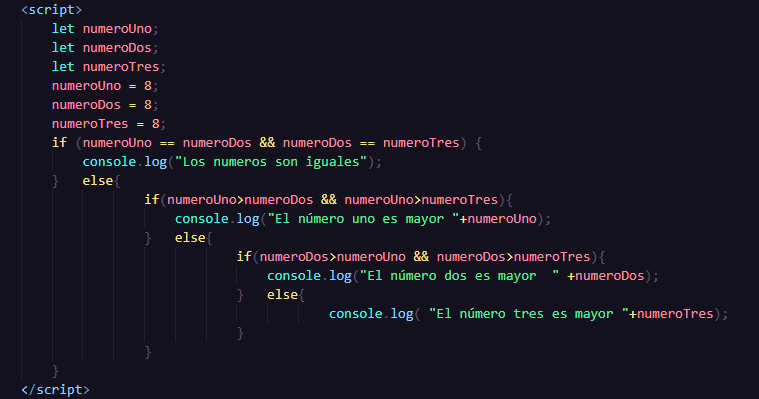 <script>
let numeroUno;
let numeroDos;
let numeroTres;
numeroUno = 8;
numeroDos = 8;
numeroTres = 8;
if (numeroUno == numeroDos && numeroDos == numeroTres) {
console.log("Los numeros son iguales");
}   else{
if(numeroUno>numeroDos && numeroUno>numeroTres){
console.log("El número uno es mayor "+numeroUno);
}   else{
if(numeroDos>numeroUno && numeroDos>numeroTres){
console.log("El número dos es mayor  " +numeroDos);
}   else{
console.log( "El número tres es mayor "+numeroTres);
}
}
}
</script>